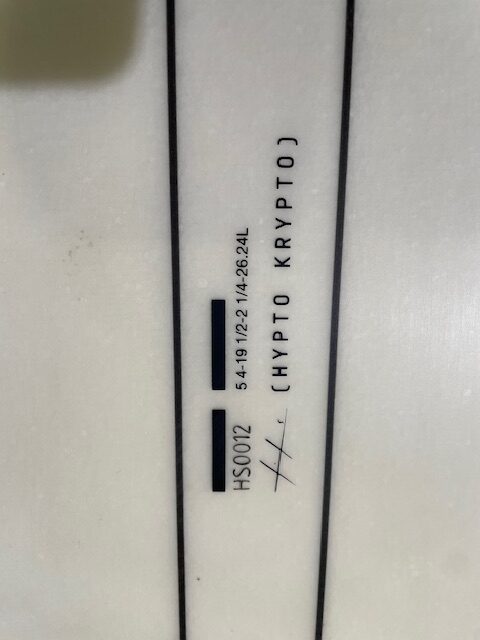 HS0012 5 4-19 1/2-2 1/4-26.24L
(HYPTO KRYPTO)